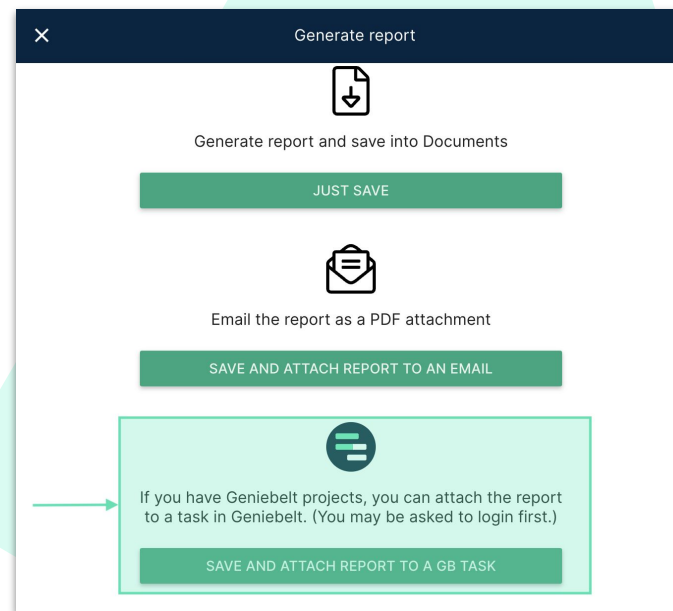 Generate report
Generate report and save into Documents
JUST SAVE
Email the report as a PDF attachment
SAVE AND ATTACH REPORT TO AN EMAIL
If you have Geniebelt projects, you can attach the report
to a task in Geniebelt. (You may be asked to login first.)
SAVE AND ATTACH REPORT TO A GB TASK